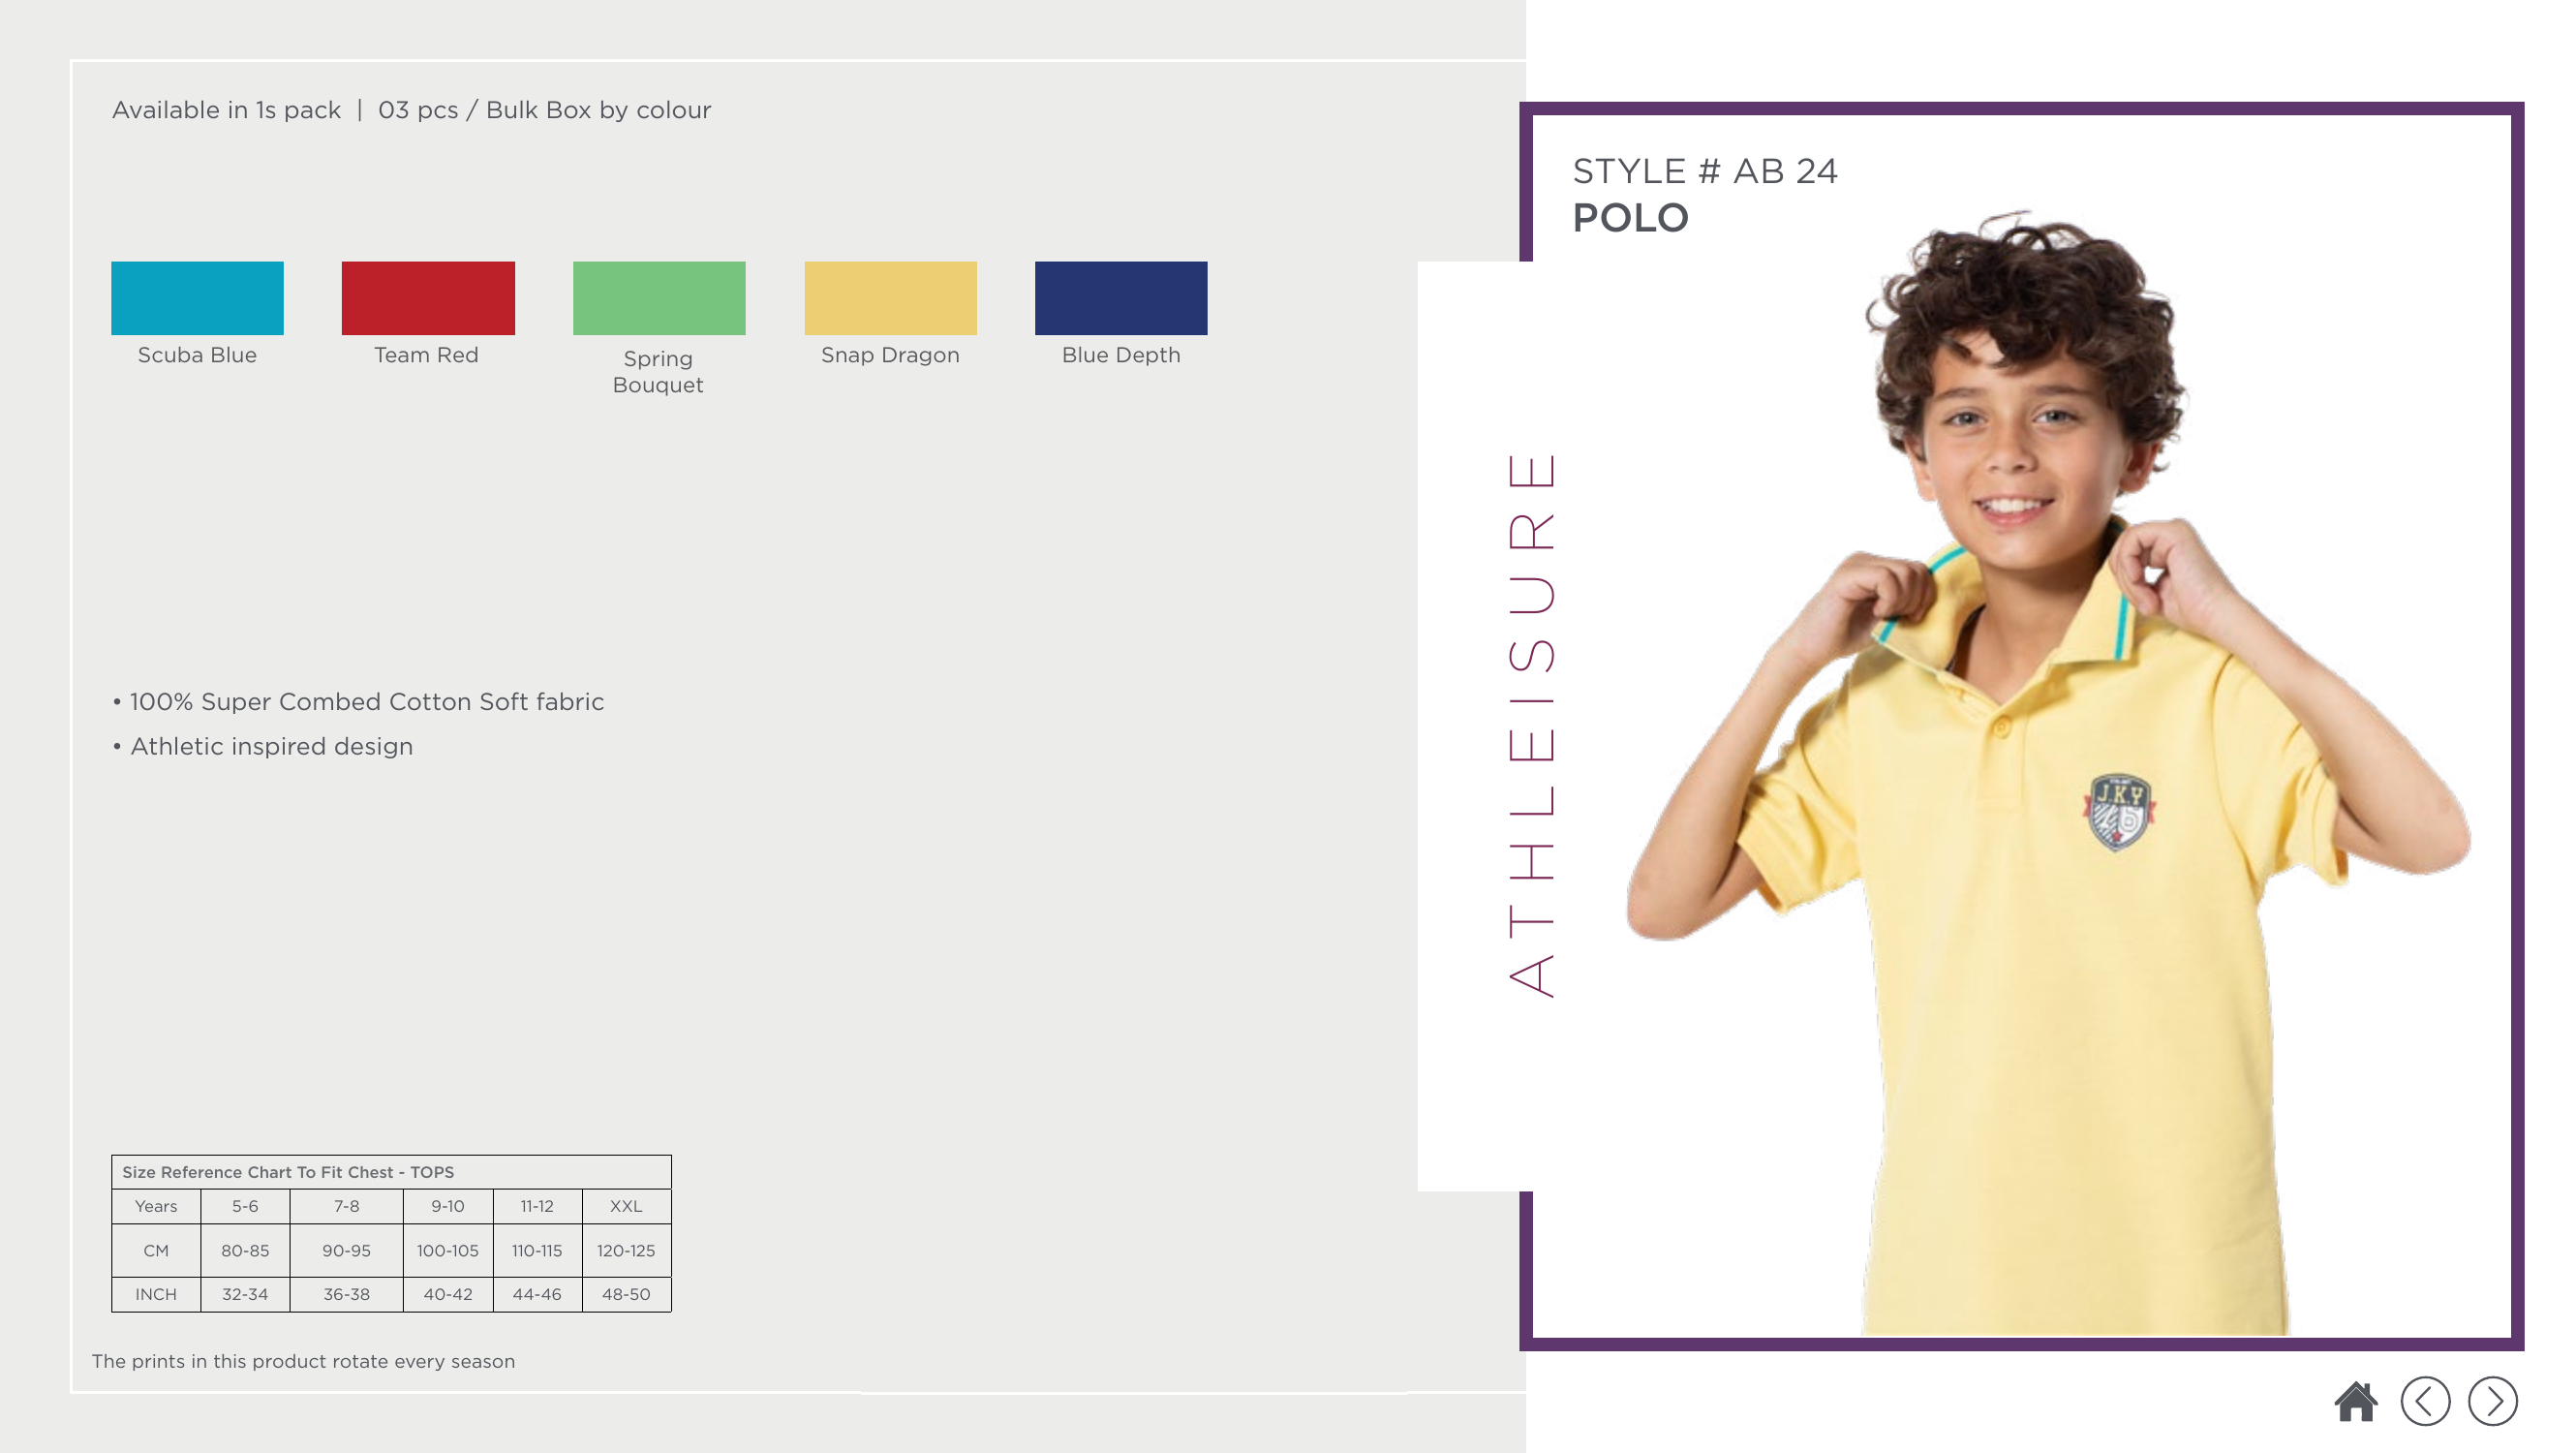 Available in 1s pack | 03 pcs / Bulk Box by colour
Scuba Blue
Team Red
Spring
Bouquet
Snap Dragon
Blue Depth
• 100% Super Combed Cotton Soft fabric
• Athletic inspired design
Size Reference Chart To Fit Chest - TOPS
Years 5-6 7-8 9-10 11-12 XXL
CM 80-85 90-95 100-105 110-115 120-125
INCH 32-34 36-38 40-42 44-46 48-50
The prints in this product rotate every season
STYLE # AB 24
POLO
ATHLEISURE
J.K.Y